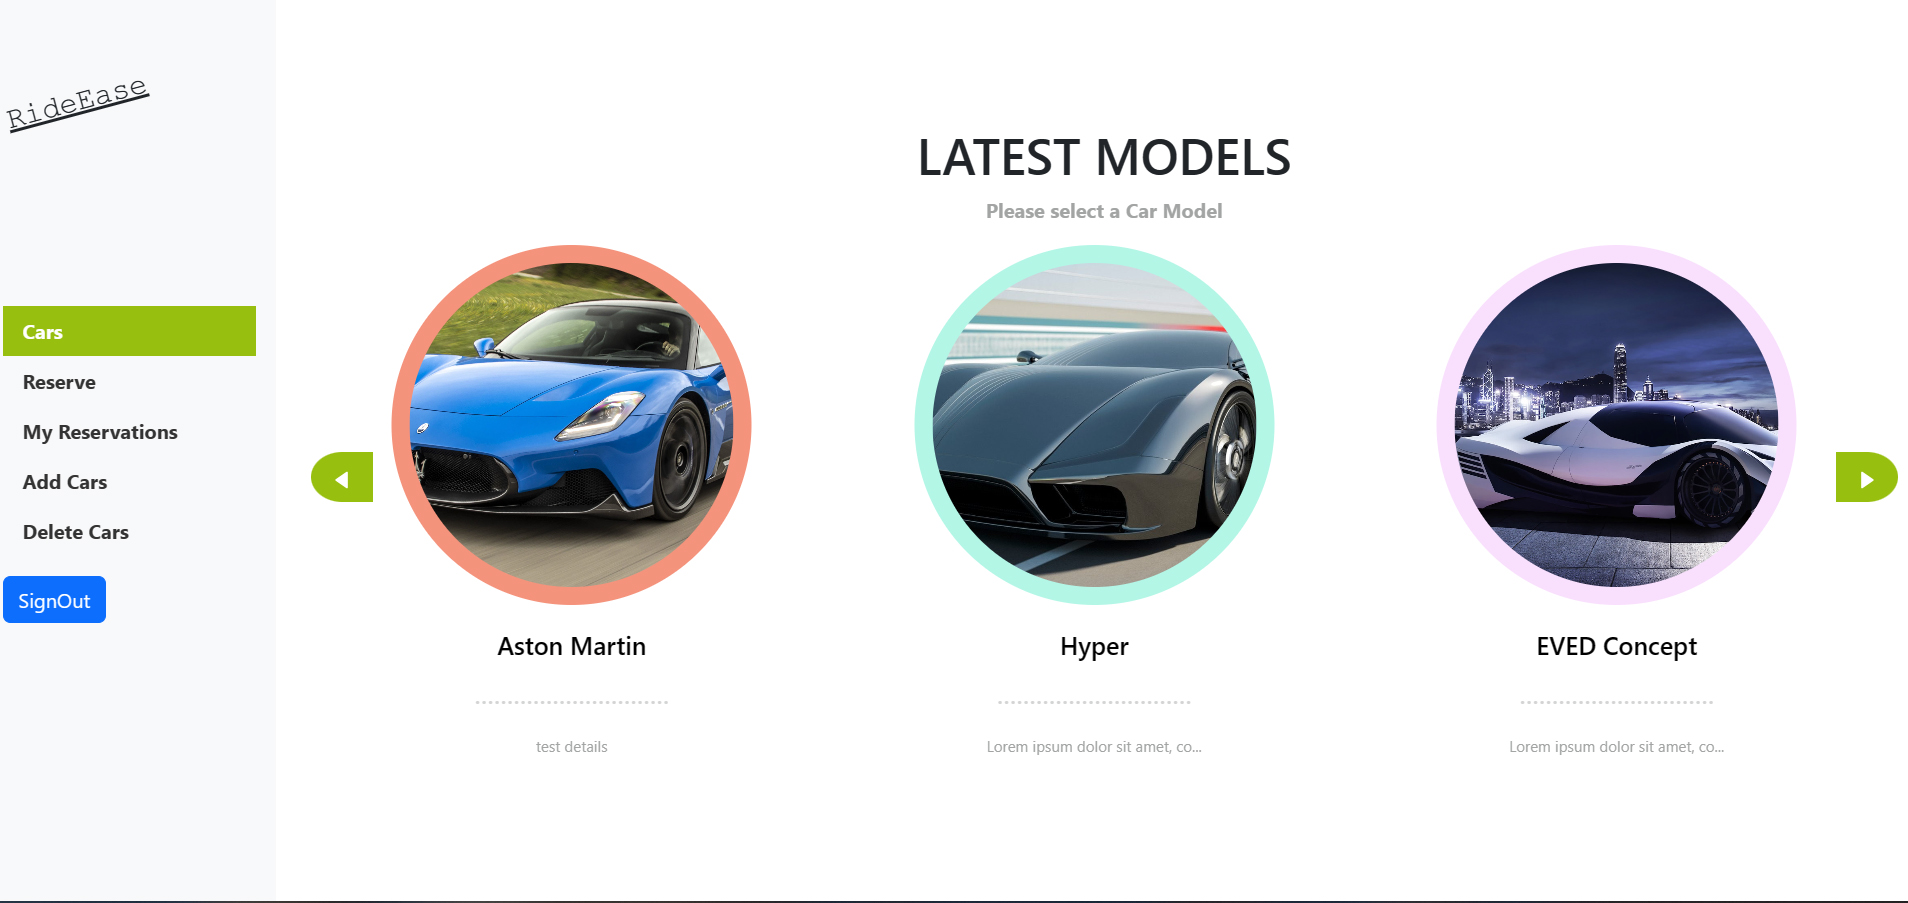 RideEase
Cars
Reserve
My Reservations
Add Cars
Delete Cars
SignOut
LATEST MODELS
Please select a Car Model
Aston Martin
test details
Hyper
Lorem ipsum dolor sit amet, co...
EVED Concept
Lorem ipsum dolor sit amet, co...